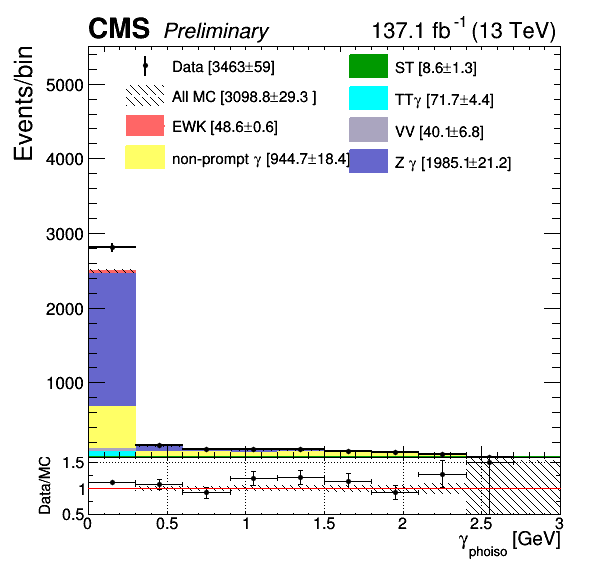 CMS Preliminary 137.1 fb⁻¹ (13 TeV)
Events/bin
5000
4000
3000
2000
1000
Data [3463±59]
All MC [3098.8±29.3 ]
EWK [48.6±0.6]
non-prompt γ [944.7±18.4]
ST [8.6±1.3]
TTγ [71.7±4.4]
VV [40.1±6.8]
Z γ [1985.1±21.2]
Data/MC
1.5
1
0.5
0 0.5 1 1.5 2 2.5 3
γphoiso [GeV]